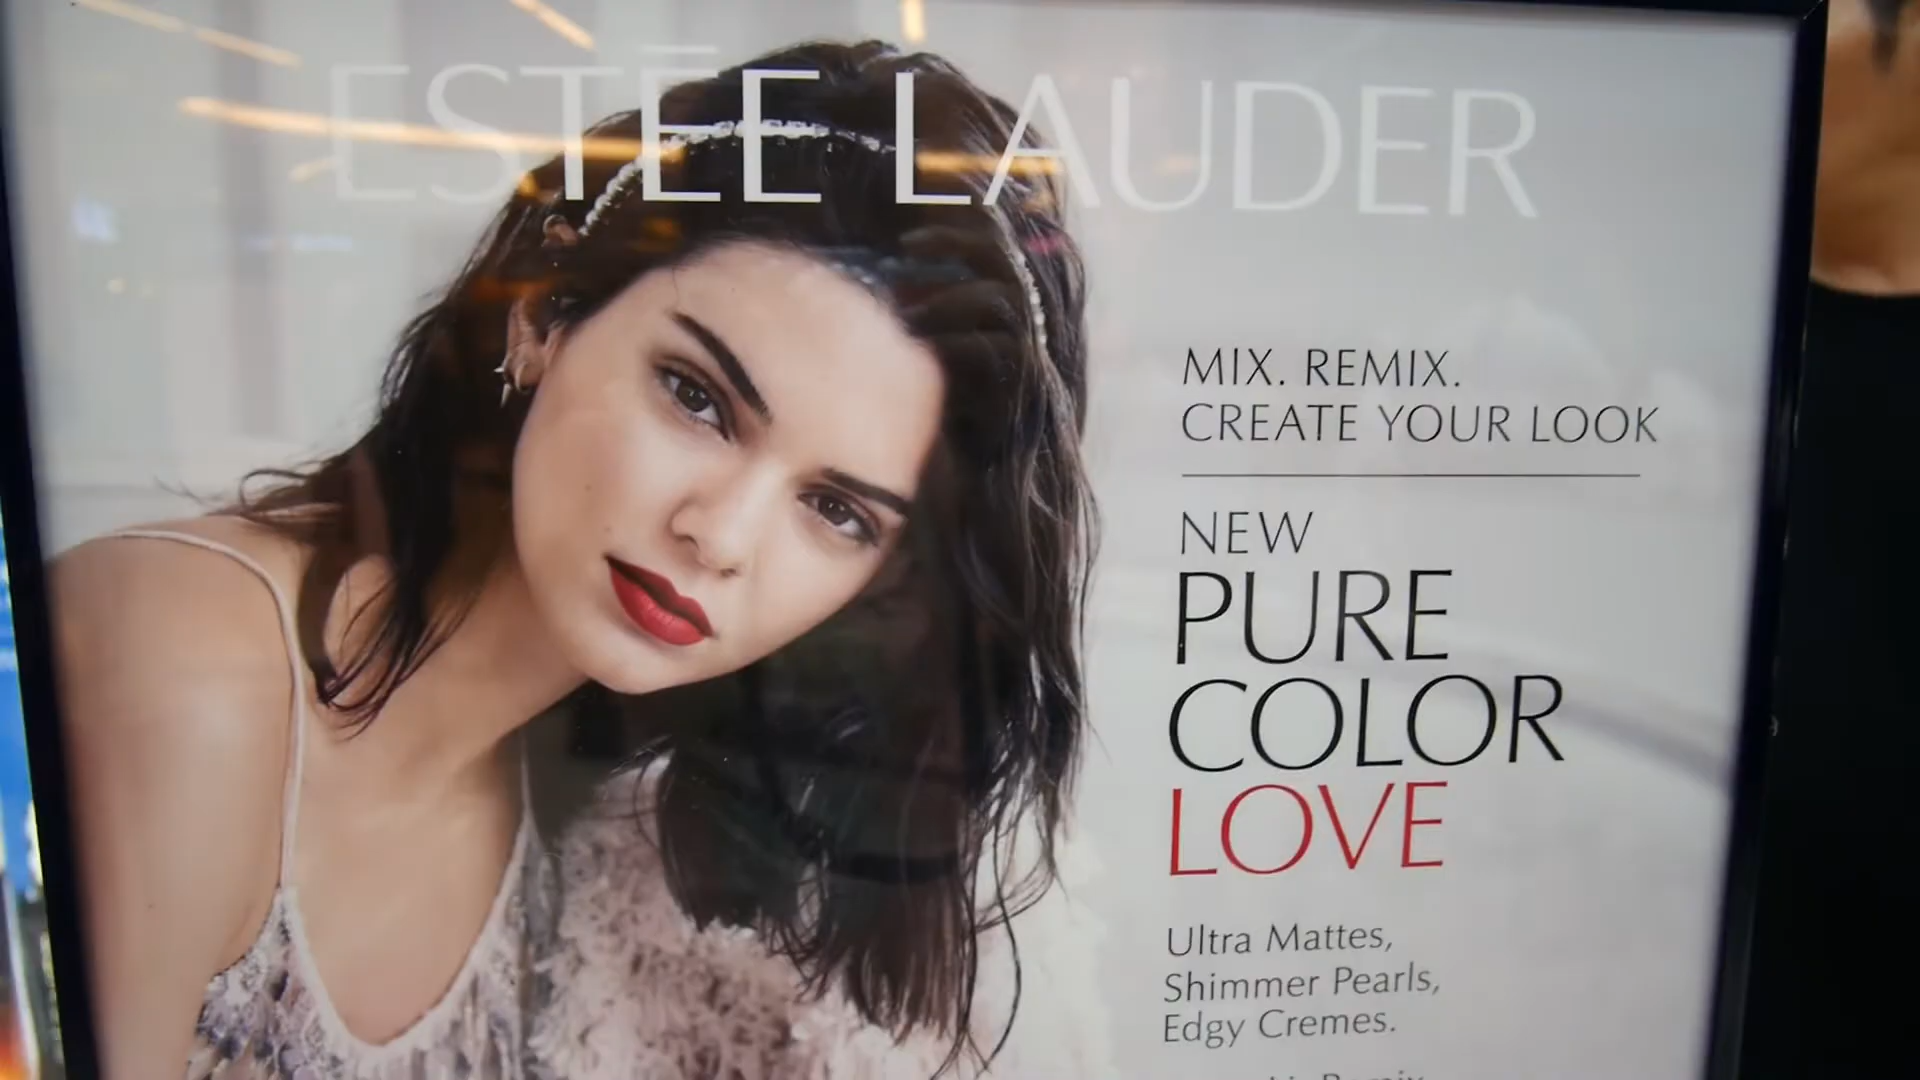 ESTĒE LAUDER
MIX. REMIX.
CREATE YOUR LOOK
NEW
PURE
COLOR
LOVE
Ultra Mattes,
Shimmer Pearls,
Edgy Cremes.